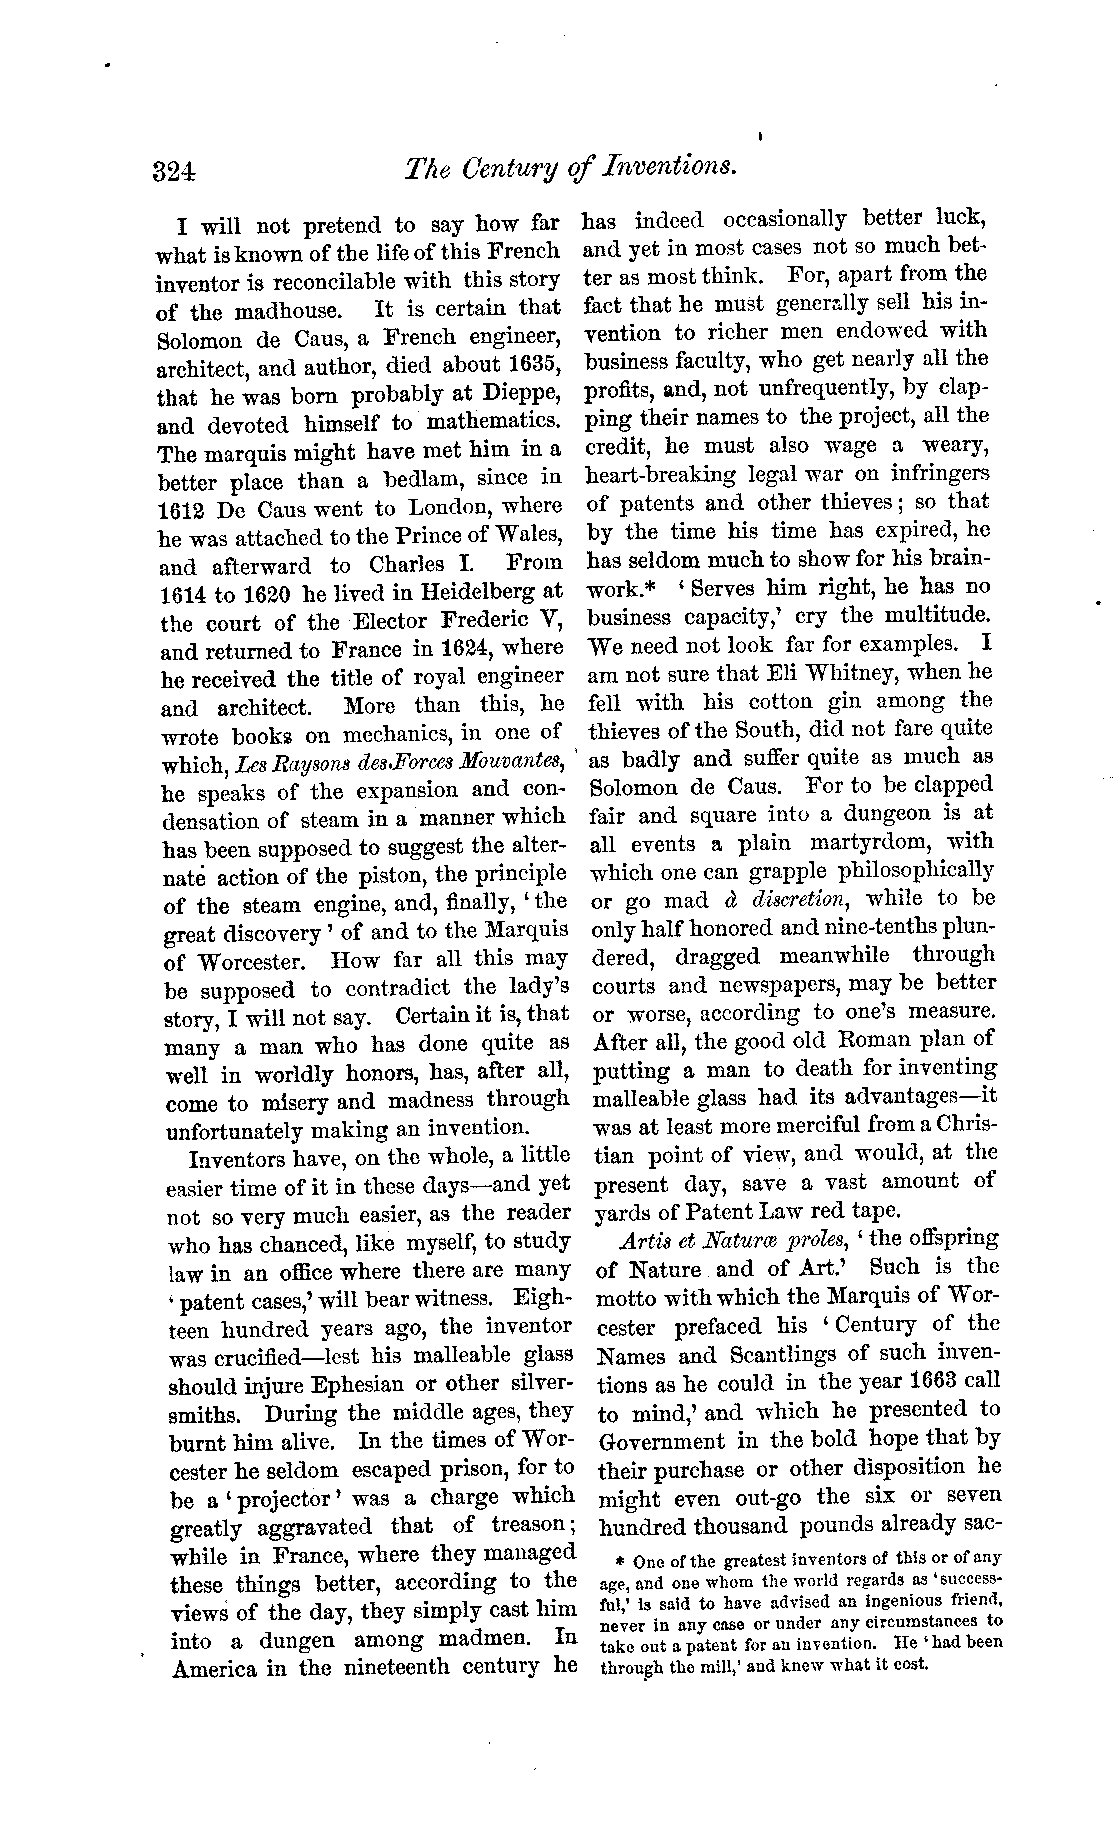 324
The Century of Inventions.
I will not pretend to say how far
what is known of the life of this French
inventor is reconcilable with this story
of the madhouse. It is certain that
Solomon de Caus, a French engineer,
architect, and author, died about 1635,
that he was born probably at Dieppe,
and devoted himself to mathematics.
The marquis might have met him in a
better place than a bedlam, since in
1612 De Caus went to London, where
he was attached to the Prince of Wales,
and afterward to Charles I. From
1614 to 1620 he lived in Heidelberg at
the court of the Elector Frederic V,
and returned to France in 1624, where
he received the title of royal engineer
and architect. More than this, he
wrote books on mechanics, in one of
which, Les Raysons des Forces Mouvantes,
he speaks of the expansion and con-
densation of steam in a manner which
has been supposed to suggest the alter-
nate action of the piston, the principle
of the steam engine, and, finally, ‘the
great discovery’ of and to the Marquis
of Worcester. How far all this may
be supposed to contradict the lady's
story, I will not say. Certain it is, that
many a man who has done quite as
well in worldly honors, has, after all,
come to misery and madness through
unfortunately making an invention.
Inventors have, on the whole, a little
easier time of it in these days—and yet
not so very much easier, as the reader
who has chanced, like myself, to study
law in an office where there are many
‘patent cases,’ will bear witness. Eigh-
teen hundred years ago, the inventor
was crucified—lest his malleable glass
should injure Ephesian or other silver-
smiths. During the middle ages, they
burnt him alive. In the times of Wor-
cester he seldom escaped prison, for to
be a ‘projector’ was a charge which
greatly aggravated that of treason;
while in France, where they managed
these things better, according to the
views of the day, they simply cast him
into a dungen among madmen. In
America in the nineteenth century he
has indeed occasionally better luck,
and yet in most cases not so much bet-
ter as most think. For, apart from the
fact that he must generally sell his in-
vention to richer men endowed with
business faculty, who get nearly all the
profits, and, not unfrequently, by clap-
ping their names to the project, all the
credit, he must also wage a weary,
heart-breaking legal war on infringers
of patents and other thieves; so that
by the time his time has expired, he
has seldom much to show for his brain-
work.* ‘Serves him right, he has no
business capacity,’ cry the multitude.
We need not look far for examples. I
am not sure that Eli Whitney, when he
fell with his cotton gin among the
thieves of the South, did not fare quite
as badly and suffer quite as much as
Solomon de Caus. For to be clapped
fair and square into a dungeon is at
all events a plain martyrdom, with
which one can grapple philosophically
or go mad à discretion, while to be
only half honored and nine-tenths plun-
dered, dragged meanwhile through
courts and newspapers, may be better
or worse, according to one's measure.
After all, the good old Roman plan of
putting a man to death for inventing
malleable glass had its advantages—it
was at least more merciful from a Chris-
tian point of view, and would, at the
present day, save a vast amount of
yards of Patent Law red tape.
Artis et Naturæ proles, ‘the offspring
of Nature and of Art.’ Such is the
motto with which the Marquis of Wor-
cester prefaced his ‘Century of the
Names and Scantlings of such inven-
tions as he could in the year 1663 call
to mind,’ and which he presented to
Government in the bold hope that by
their purchase or other disposition he
might even out-go the six or seven
hundred thousand pounds already sac-
* One of the greatest inventors of this or of any
age, and one whom the world regards as ‘success-
ful,’ is said to have advised an ingenious friend,
never in any case or under any circumstances to
take out a patent for an invention. He ‘had been
through the mill,’ and knew what it cost.